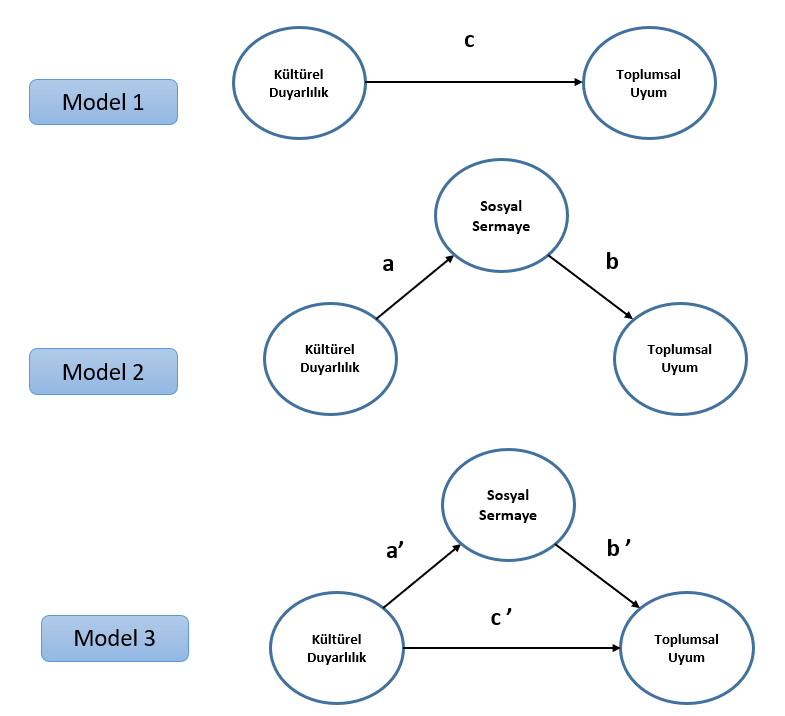 c
Kültürel
Duyarlılık
Toplumsal
Uyum
Model 1
Sosyal
Sermaye
a
b
Kültürel
Duyarlılık
Toplumsal
Uyum
Model 2
Sosyal
Sermaye
a’
b ’
c ’
Kültürel
Duyarlılık
Toplumsal
Uyum
Model 3